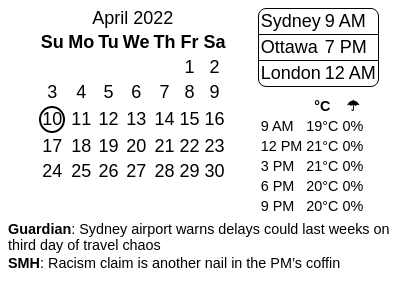 April 2022
Su Mo Tu We Th Fr Sa
1 2
3 4 5 6 7 8 9
10 11 12 13 14 15 16
17 18 19 20 21 22 23
24 25 26 27 28 29 30
Sydney 9 AM
Ottawa 7 PM
London 12 AM
°C ☂
9 AM 19°C 0%
12 PM 21°C 0%
3 PM 21°C 0%
6 PM 20°C 0%
9 PM 20°C 0%
Guardian: Sydney airport warns delays could last weeks on
third day of travel chaos
SMH: Racism claim is another nail in the PM's coffin